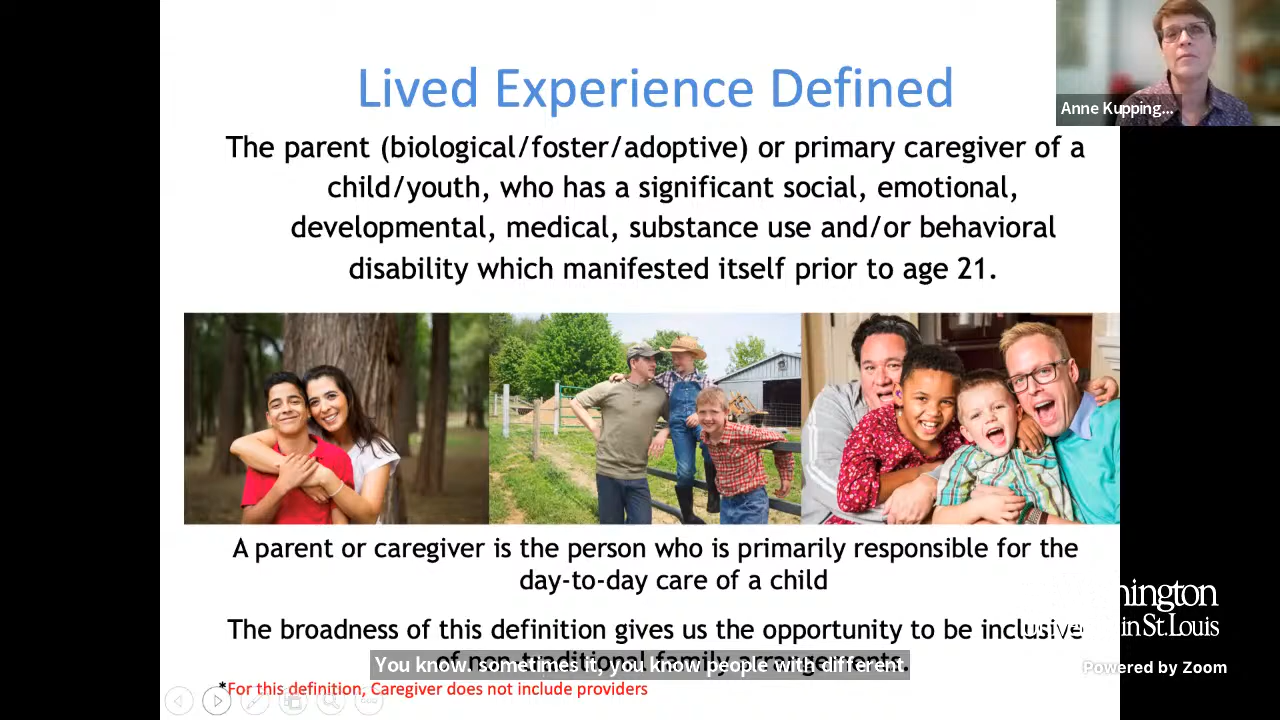 Lived Experience Defined
Anne Kupping...
The parent (biological/foster/adoptive) or primary caregiver of a
child/youth, who has a significant social, emotional,
developmental, medical, substance use and/or behavioral
disability which manifested itself prior to age 21.
A parent or caregiver is the person who is primarily responsible for the
day-to-day care of a child
The broadness of this definition gives us the opportunity to be inclusive
of non-traditional family arrangements.
You know. sometimes it, you know people with different.
*For this definition, Caregiver does not include providers
in St.Louis
Powered by Zoom